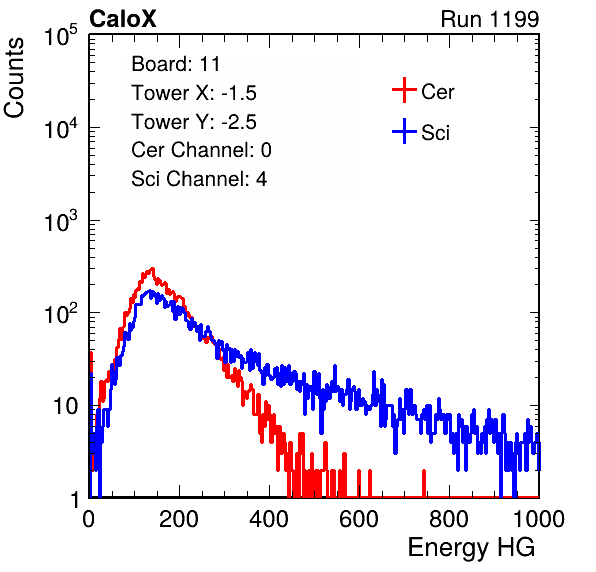 CaloX Run 1199
Counts
10^5
10^4
10^3
10^2
10
1
Board: 11
Tower X: -1.5
Tower Y: -2.5
Cer Channel: 0
Sci Channel: 4
Cer
Sci
0 200 400 600 800 1000
Energy HG